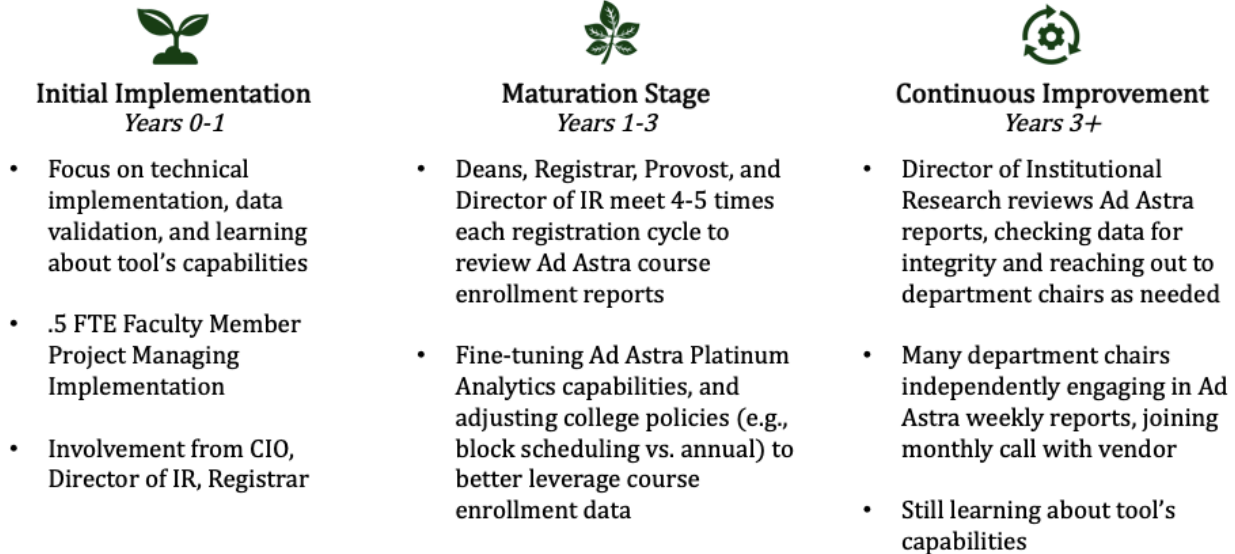 Initial Implementation
Years 0-1
• Focus on technical
implementation, data
validation, and learning
about tool’s capabilities
• .5 FTE Faculty Member
Project Managing
Implementation
• Involvement from CIO,
Director of IR, Registrar
Maturation Stage
Years 1-3
• Deans, Registrar, Provost, and
Director of IR meet 4-5 times
each registration cycle to
review Ad Astra course
enrollment reports
• Fine-tuning Ad Astra Platinum
Analytics capabilities, and
adjusting college policies (e.g.,
block scheduling vs. annual) to
better leverage course
enrollment data
Continuous Improvement
Years 3+
• Director of Institutional
Research reviews Ad Astra
reports, checking data for
integrity and reaching out to
department chairs as needed
• Many department chairs
independently engaging in Ad
Astra weekly reports, joining
monthly call with vendor
• Still learning about tool’s
capabilities